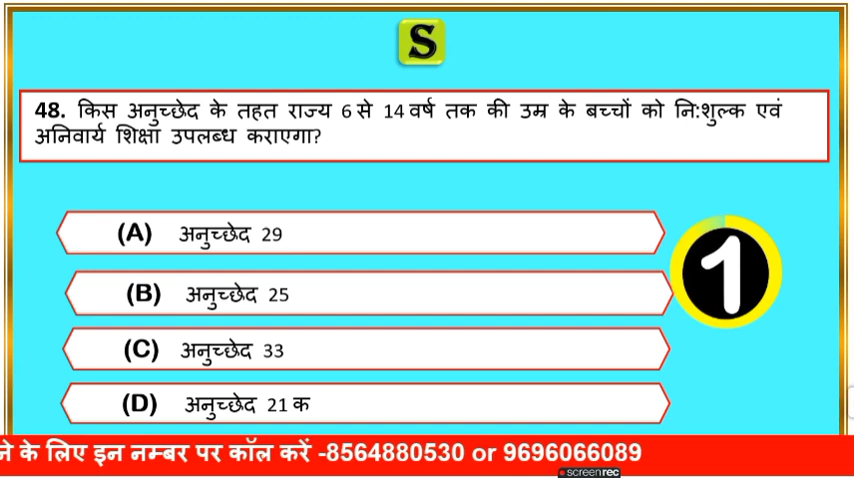 S
48. किस अनुच्छेद के तहत राज्य 6 से 14 वर्ष तक की उम्र के बच्चों को नि:शुल्क एवं
अनिवार्य शिक्षा उपलब्ध कराएगा?
(A) अनुच्छेद 29
(B) अनुच्छेद 25
1
(C) अनुच्छेद 33
(D) अनुच्छेद 21 क
ने के लिए इन नम्बर पर कॉल करें -8564880530 or 9696066089
screenrec